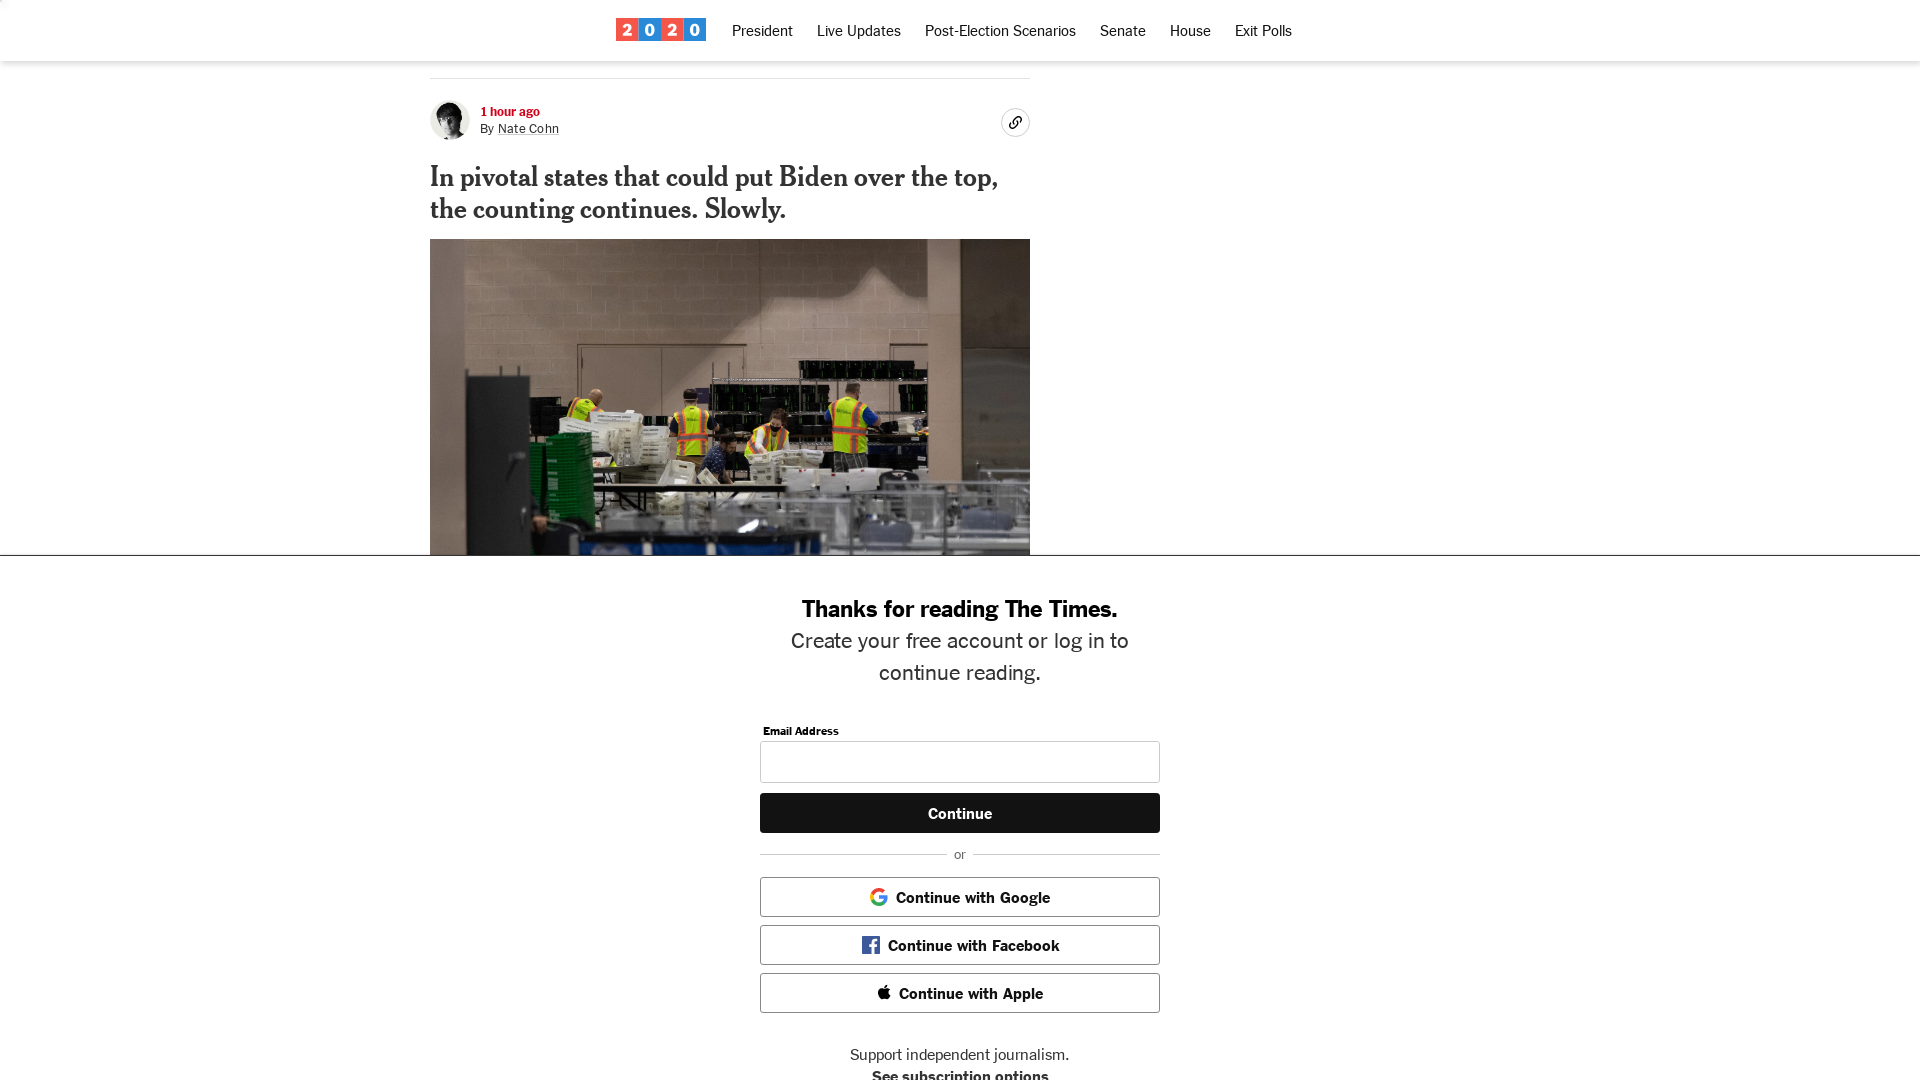 2020
President
Live Updates
Post-Election Scenarios
Senate
House
Exit Polls
1 hour ago
By Nate Cohn
In pivotal states that could put Biden over the top,
the counting continues. Slowly.
Thanks for reading The Times.
Create your free account or log in to
continue reading.
Email Address
Continue
or
Continue with Google
Continue with Facebook
Continue with Apple
Support independent journalism.
See subscription options